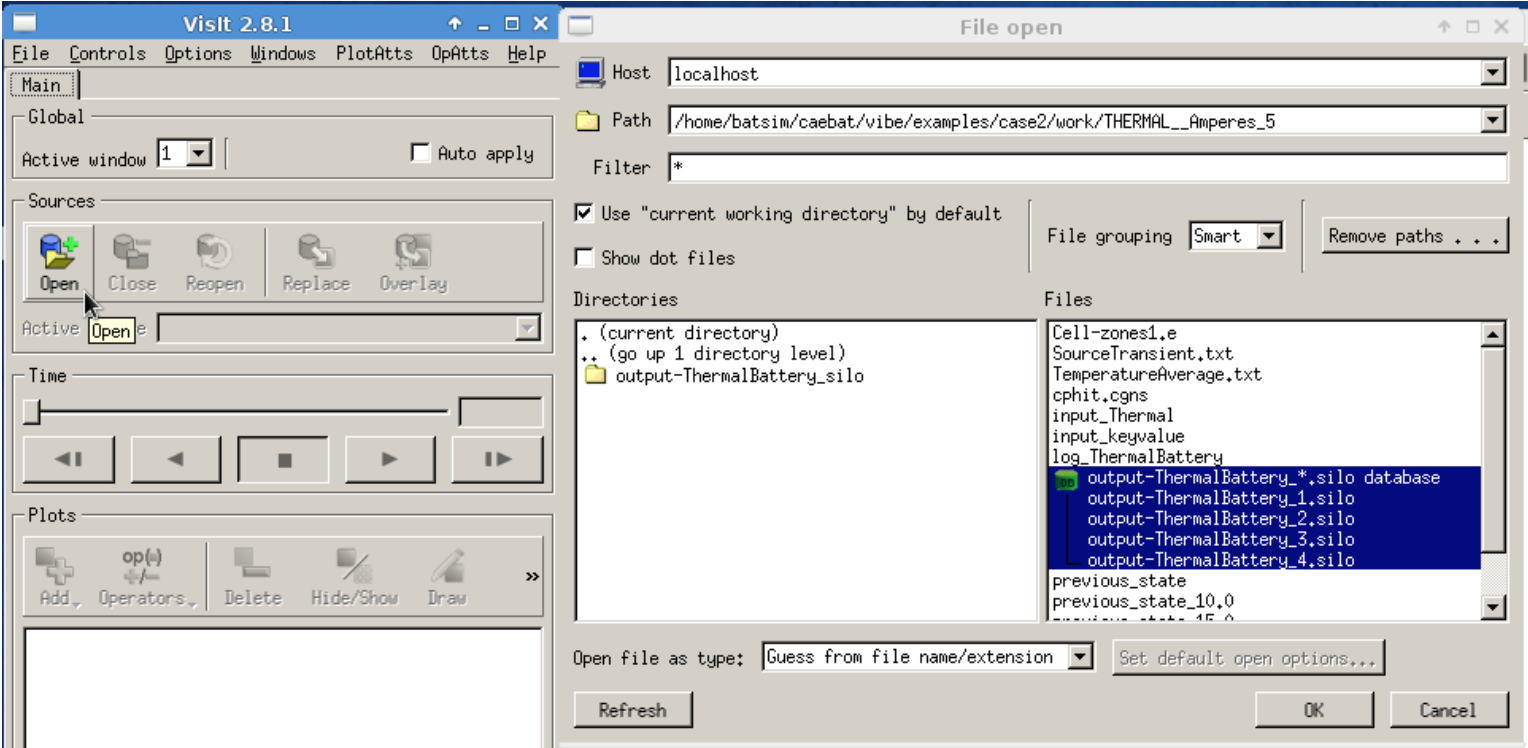 VisIt 2.8.1
File Controls Options Windows PlotAtts OpAtts Help
Main
Global
Active window 1 Auto apply
Sources
Open Close Reopen Replace Overlay
Active e
Open
Time
Plots
op(=)
+/-
Add Operators Delete Hide/Show Draw »
File open
Host localhost
Path /home/batsim/caebat/vibe/examples/case2/work/THERMAL__Amperes_5
Filter *
Use "current working directory" by default
Show dot files
File grouping Smart
Remove paths . . .
Directories
. (current directory)
.. (go up 1 directory level)
output-ThermalBattery_silo
Files
Cell-zones1.e
SourceTransient.txt
TemperatureAverage.txt
cphit.cgns
input_Thermal
input_keyvalue
log_ThermalBattery
DB output-ThermalBattery_*.silo database
output-ThermalBattery_1.silo
output-ThermalBattery_2.silo
output-ThermalBattery_3.silo
output-ThermalBattery_4.silo
previous_state
previous_state_10.0
previous_state_15.0
Open file as type: Guess from file name/extension Set default open options...
Refresh OK Cancel